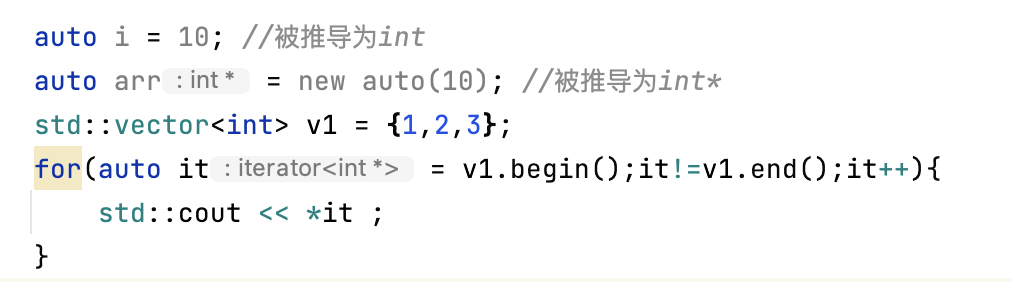 auto i = 10; //被推导为int
auto arr : int * = new auto(10); //被推导为int*
std::vector<int> v1 = {1,2,3};
for(auto it : iterator<int *> = v1.begin();it!=v1.end();it++){
std::cout << *it ;
}